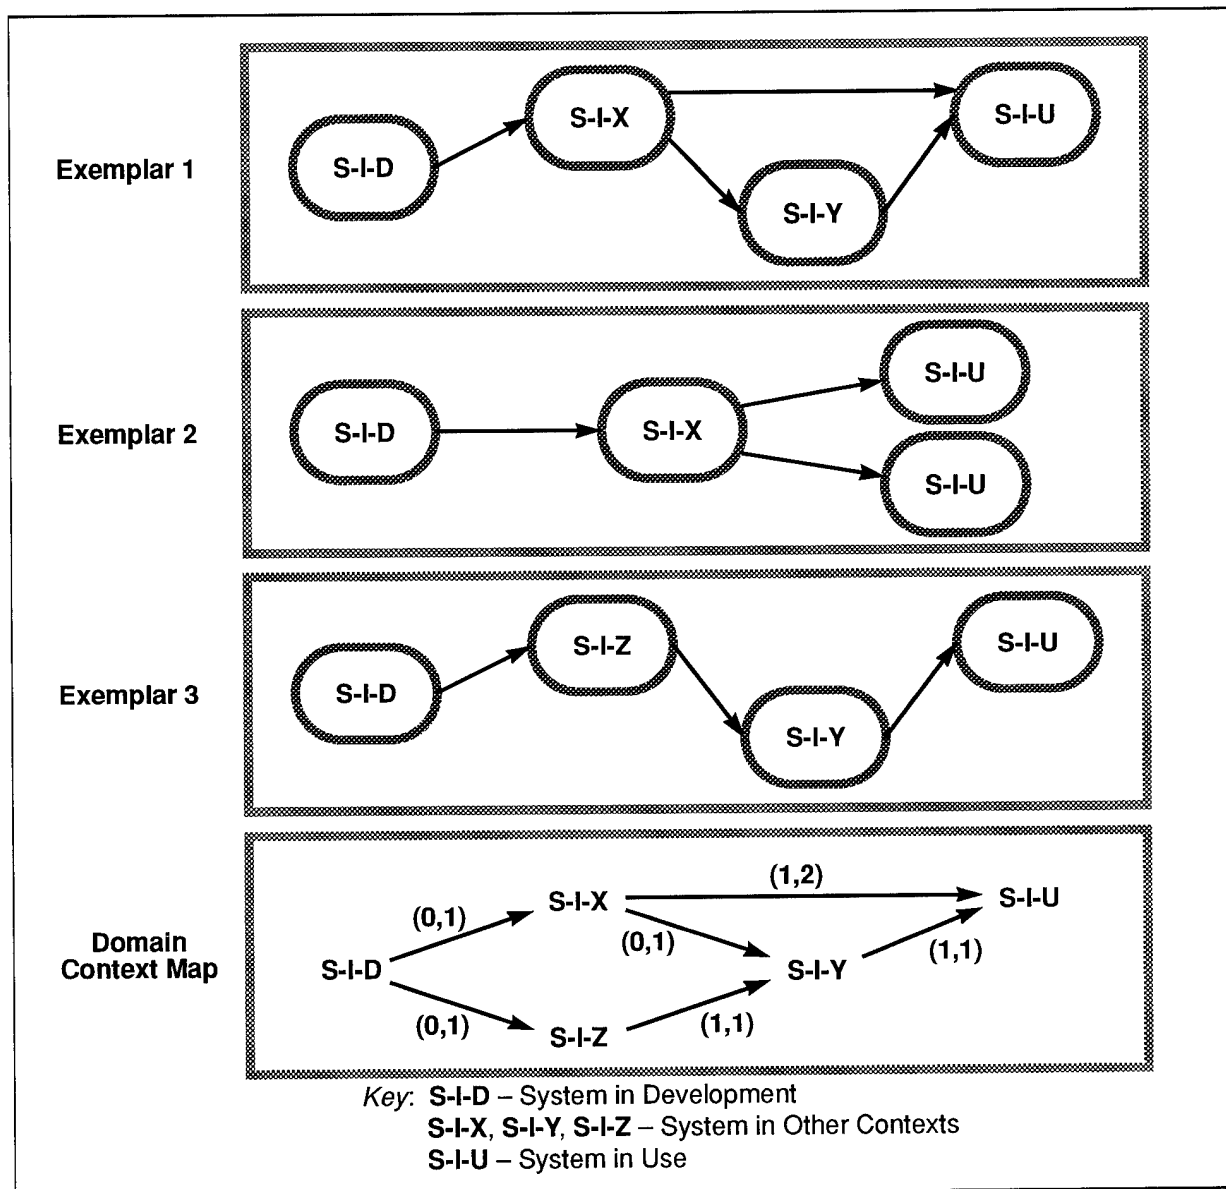 Exemplar 1
S-I-D
S-I-X
S-I-Y
S-I-U
Exemplar 2
S-I-D
S-I-X
S-I-U
S-I-U
Exemplar 3
S-I-D
S-I-Z
S-I-Y
S-I-U
Domain
Context Map
S-I-D
(0,1)
S-I-X
(1,2)
S-I-U
(0,1)
S-I-Y
(1,1)
(0,1)
S-I-Z
(1,1)
Key: S-I-D – System in Development
S-I-X, S-I-Y, S-I-Z – System in Other Contexts
S-I-U – System in Use